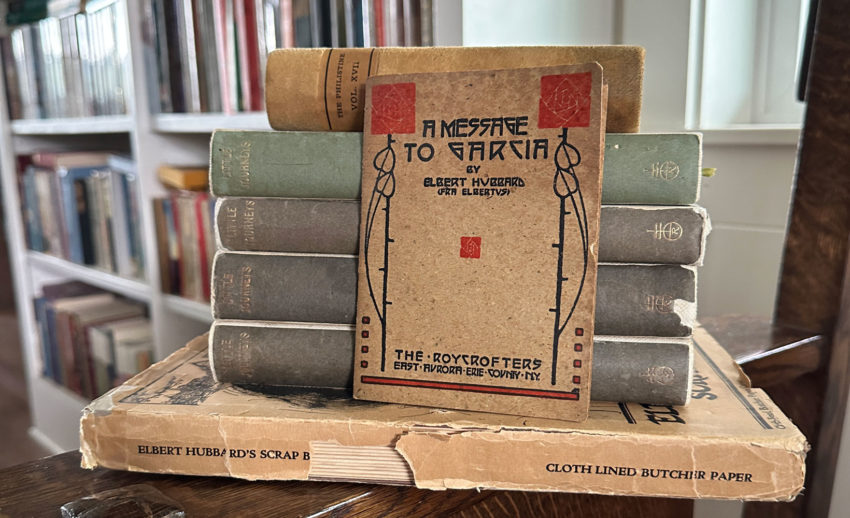 THE PHILISTINE
VOL. XVII
A MESSAGE
TO GARCIA
BY
ELBERT HUBBARD
(FRA ELBERTUS)
THE·ROYCROFTERS
EAST·AURORA·ERIE·COUNTY·N.Y.
LITTLE
JOURNEYS
LITTLE
JOURNEYS
LITTLE
JOURNEYS
LITTLE
JOURNEYS
ELBERT HUBBARD'S SCRAP B
CLOTH LINED BUTCHER PAPER